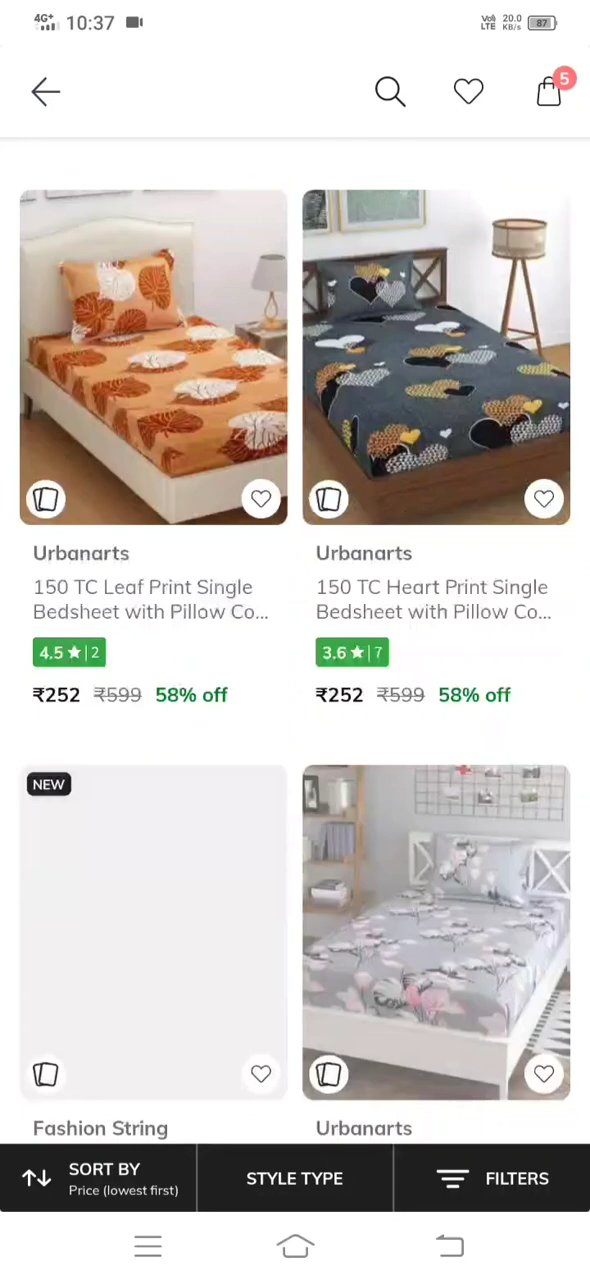 4G+ 10:37 Vo) LTE 20.0 KB/s 87
5
Urbanarts
150 TC Leaf Print Single
Bedsheet with Pillow Co...
4.5 ★ | 2
₹252 ₹599 58% off
Urbanarts
150 TC Heart Print Single
Bedsheet with Pillow Co...
3.6 ★ | 7
₹252 ₹599 58% off
NEW
Fashion String
Urbanarts
SORT BY
Price (lowest first)
STYLE TYPE
FILTERS